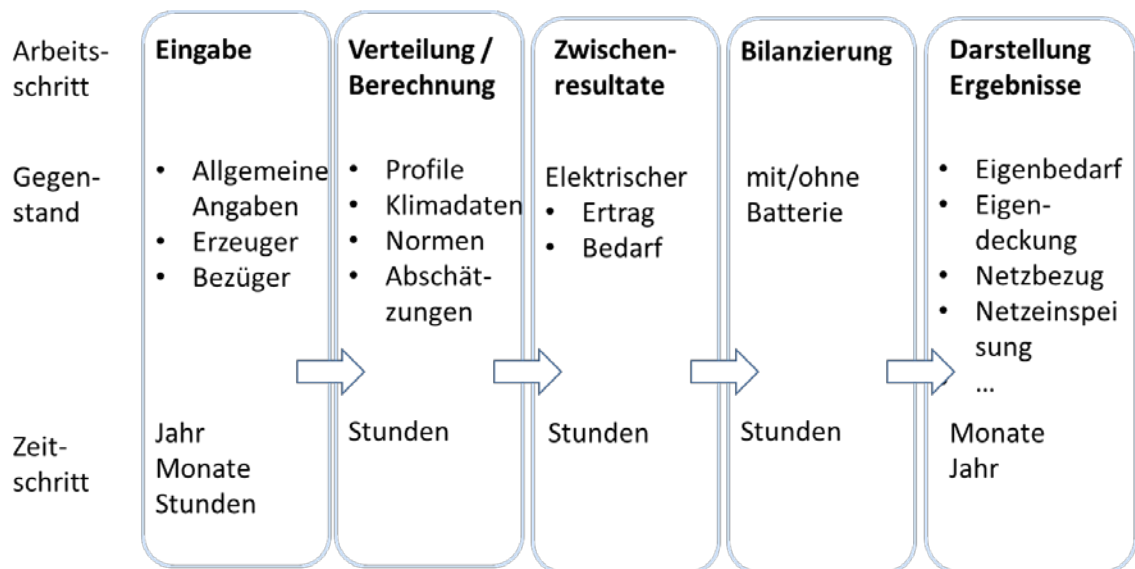 Arbeits-
schritt
Eingabe
Verteilung /
Berechnung
Zwischen-
resultate
Bilanzierung
Darstellung
Ergebnisse
Gegen-
stand
• Allgemeine
Angaben
• Erzeuger
• Bezüger
• Profile
• Klimadaten
• Normen
• Abschät-
zungen
Elektrischer
• Ertrag
• Bedarf
mit/ohne
Batterie
• Eigenbedarf
• Eigen-
deckung
• Netzbezug
• Netzeinspei
sung
• ...
Zeit-
schritt
Jahr
Monate
Stunden
Stunden
Stunden
Stunden
Monate
Jahr